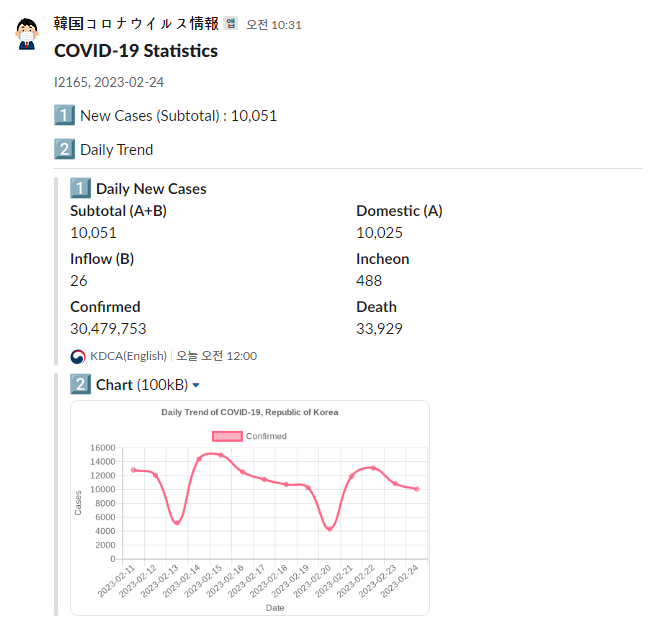 韓国コロナウイルス情報 앱 오전 10:31
COVID-19 Statistics
I2165, 2023-02-24
1 New Cases (Subtotal) : 10,051
2 Daily Trend
1 Daily New Cases
Subtotal (A+B) Domestic (A)
10,051 10,025
Inflow (B) Incheon
26 488
Confirmed Death
30,479,753 33,929
KDCA(English) | 오늘 오전 12:00
2 Chart (100kB)
Daily Trend of COVID-19, Republic of Korea
Confirmed
16000
14000
12000
10000
8000
6000
4000
2000
0
Cases
2023-02-11 2023-02-12 2023-02-13 2023-02-14 2023-02-15 2023-02-16 2023-02-17 2023-02-18 2023-02-19 2023-02-20 2023-02-21 2023-02-22 2023-02-23 2023-02-24
Date